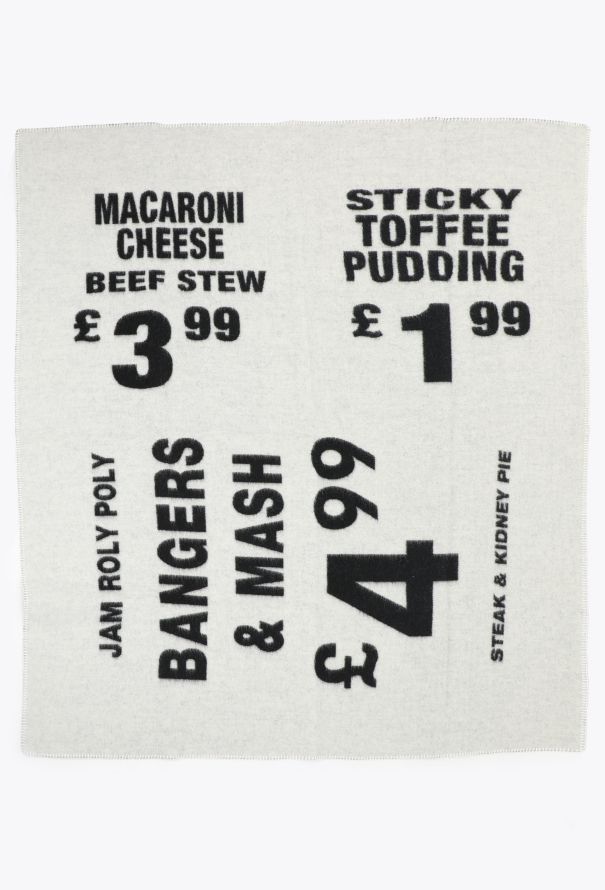 MACARONI
CHEESE
BEEF STEW
£3.99
STICKY
TOFFEE
PUDDING
£1.99
JAM ROLY POLY
BANGERS
& MASH
£4.99
STEAK & KIDNEY PIE